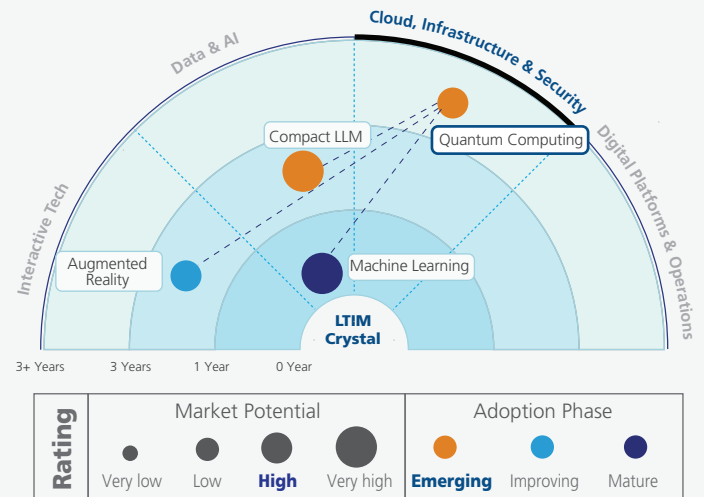 Cloud, Infrastructure & Security
Data & AI
Interactive Tech
Digital Platforms & Operations
Compact LLM
Quantum Computing
Augmented
Reality
Machine Learning
LTIM
Crystal
3+ Years
3 Years
1 Year
0 Year
Rating
Market Potential
Very low
Low
High
Very high
Adoption Phase
Emerging
Improving
Mature